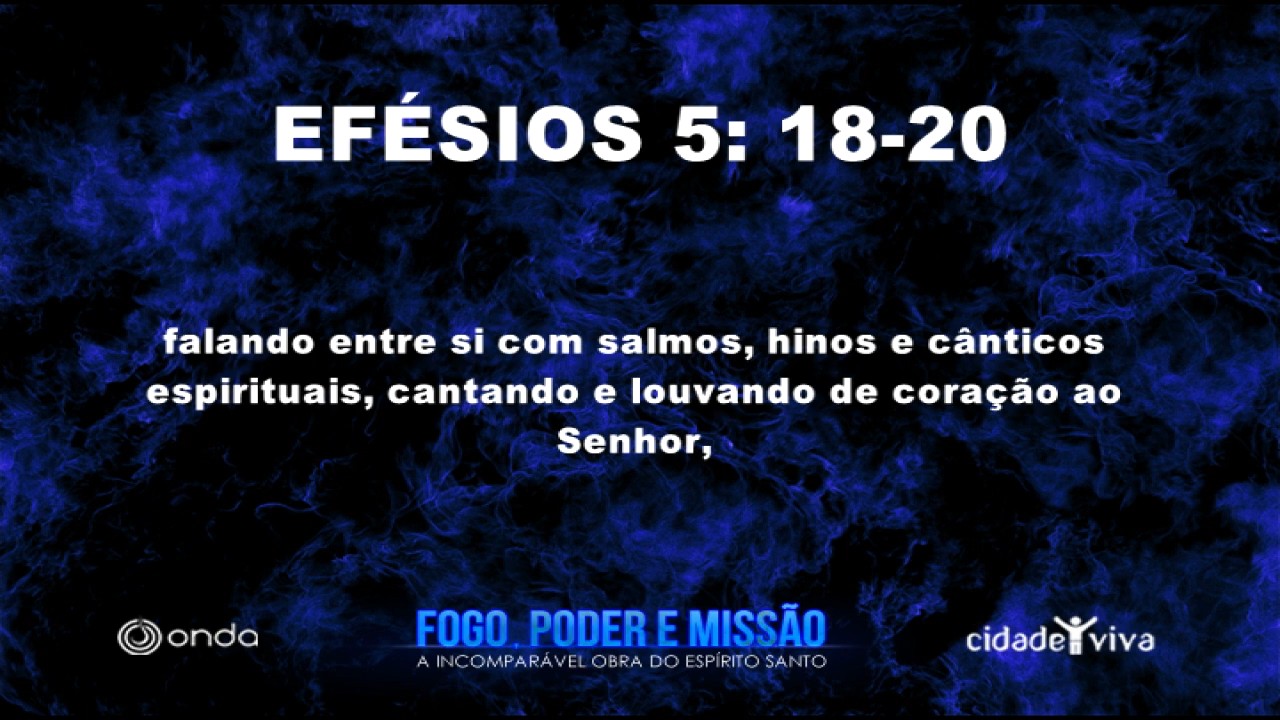 EFÉSIOS 5: 18-20
falando entre si com salmos, hinos e cânticos
espirituais, cantando e louvando de coração ao
Senhor,
onda
FOGO, PODER E MISSÃO
A INCOMPARÁVEL OBRA DO ESPÍRITO SANTO
cidade viva